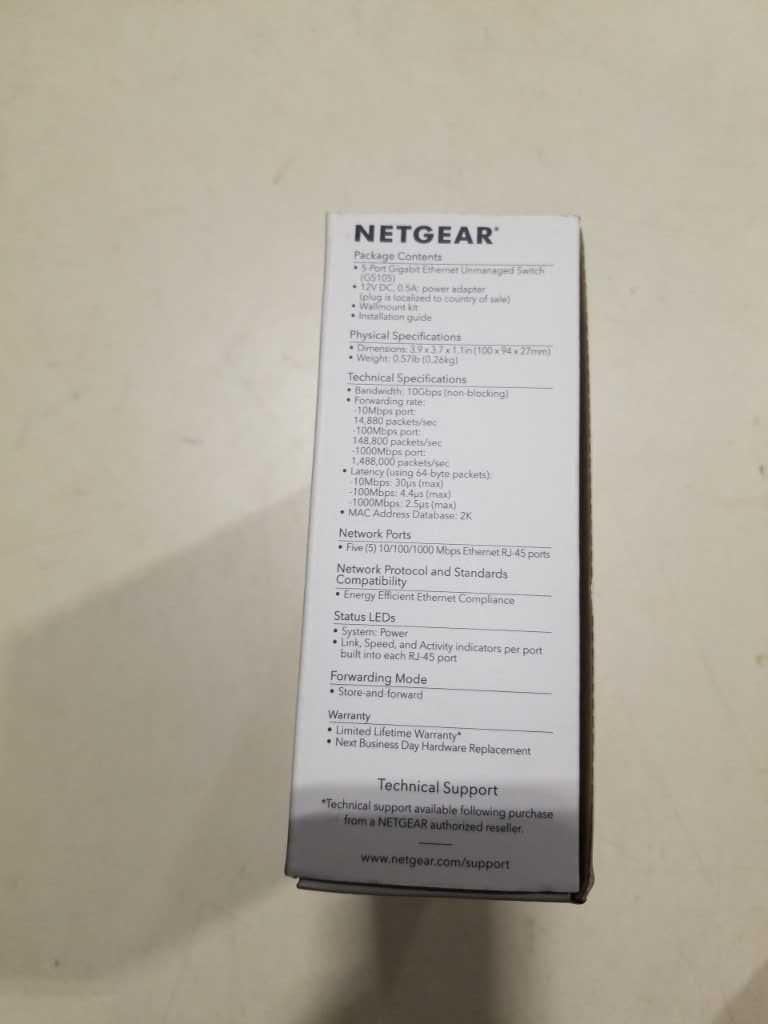 NETGEAR®
Package Contents
• 5-Port Gigabit Ethernet Unmanaged Switch
(GS105)
• 12V DC, 0.5A: power adapter
(plug is localized to country of sale)
• Wallmount kit
• Installation guide
Physical Specifications
• Dimensions: 3.9 x 3.7 x 1.1in (100 x 94 x 27mm)
• Weight: 0.57lb (0.26kg)
Technical Specifications
• Bandwidth: 10Gbps (non-blocking)
• Forwarding rate:
-10Mbps port:
14,880 packets/sec
-100Mbps port:
148,800 packets/sec
-1000Mbps port:
1,488,000 packets/sec
• Latency (using 64-byte packets):
-10Mbps: 30µs (max)
-100Mbps: 4.4µs (max)
-1000Mbps: 2.5µs (max)
• MAC Address Database: 2K
Network Ports
• Five (5) 10/100/1000 Mbps Ethernet RJ-45 ports
Network Protocol and Standards
Compatibility
• Energy Efficient Ethernet Compliance
Status LEDs
• System: Power
• Link, Speed, and Activity indicators per port
built into each RJ-45 port
Forwarding Mode
• Store-and-forward
Warranty
• Limited Lifetime Warranty*
• Next Business Day Hardware Replacement
Technical Support
*Technical support available following purchase
from a NETGEAR authorized reseller.
www.netgear.com/support